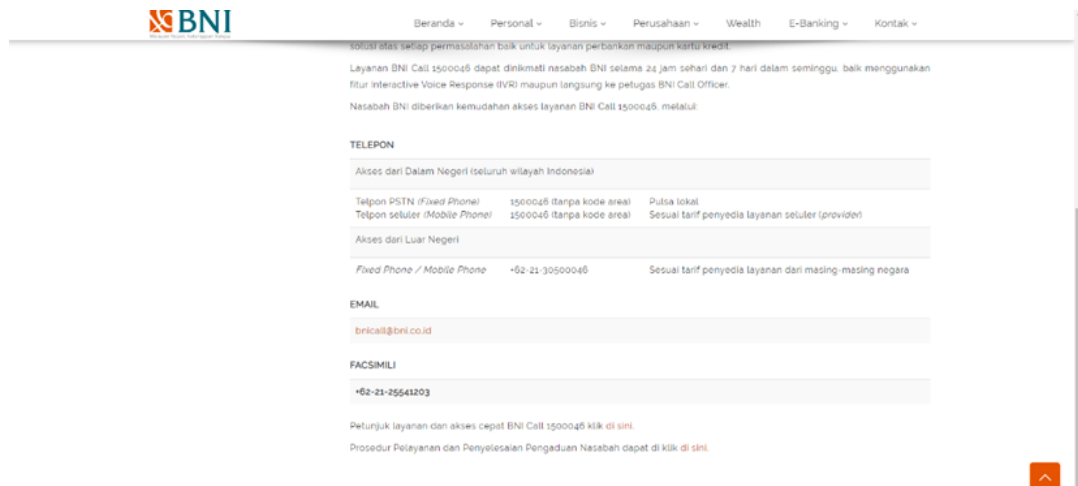 BNI
Beranda Personal Bisnis Perusahaan Wealth E-Banking Kontak
solusi atas setiap permasalahan baik untuk layanan perbankan maupun kartu kredit.
Layanan BNI Call 1500046 dapat dinikmati nasabah BNI selama 24 jam sehari dan 7 hari dalam seminggu, baik menggunakan
fitur Interactive Voice Response (IVR) maupun langsung ke petugas BNI Call Officer.
Nasabah BNI diberikan kemudahan akses layanan BNI Call 1500046, melalui:
TELEPON
Akses dari Dalam Negeri (seluruh wilayah Indonesia)
Telpon PSTN (Fixed Phone) 1500046 (tanpa kode area) Pulsa lokal
Telpon seluler (Mobile Phone) 1500046 (tanpa kode area) Sesuai tarif penyedia layanan seluler (provider)
Akses dari Luar Negeri
Fixed Phone / Mobile Phone +62-21-30500046 Sesuai tarif penyedia layanan dari masing-masing negara
EMAIL
bnicall@bni.co.id
FACSIMILI
+62-21-25541203
Petunjuk layanan dan akses cepat BNI Call 1500046 klik di sini.
Prosedur Pelayanan dan Penyelesaian Pengaduan Nasabah dapat di klik di sini.